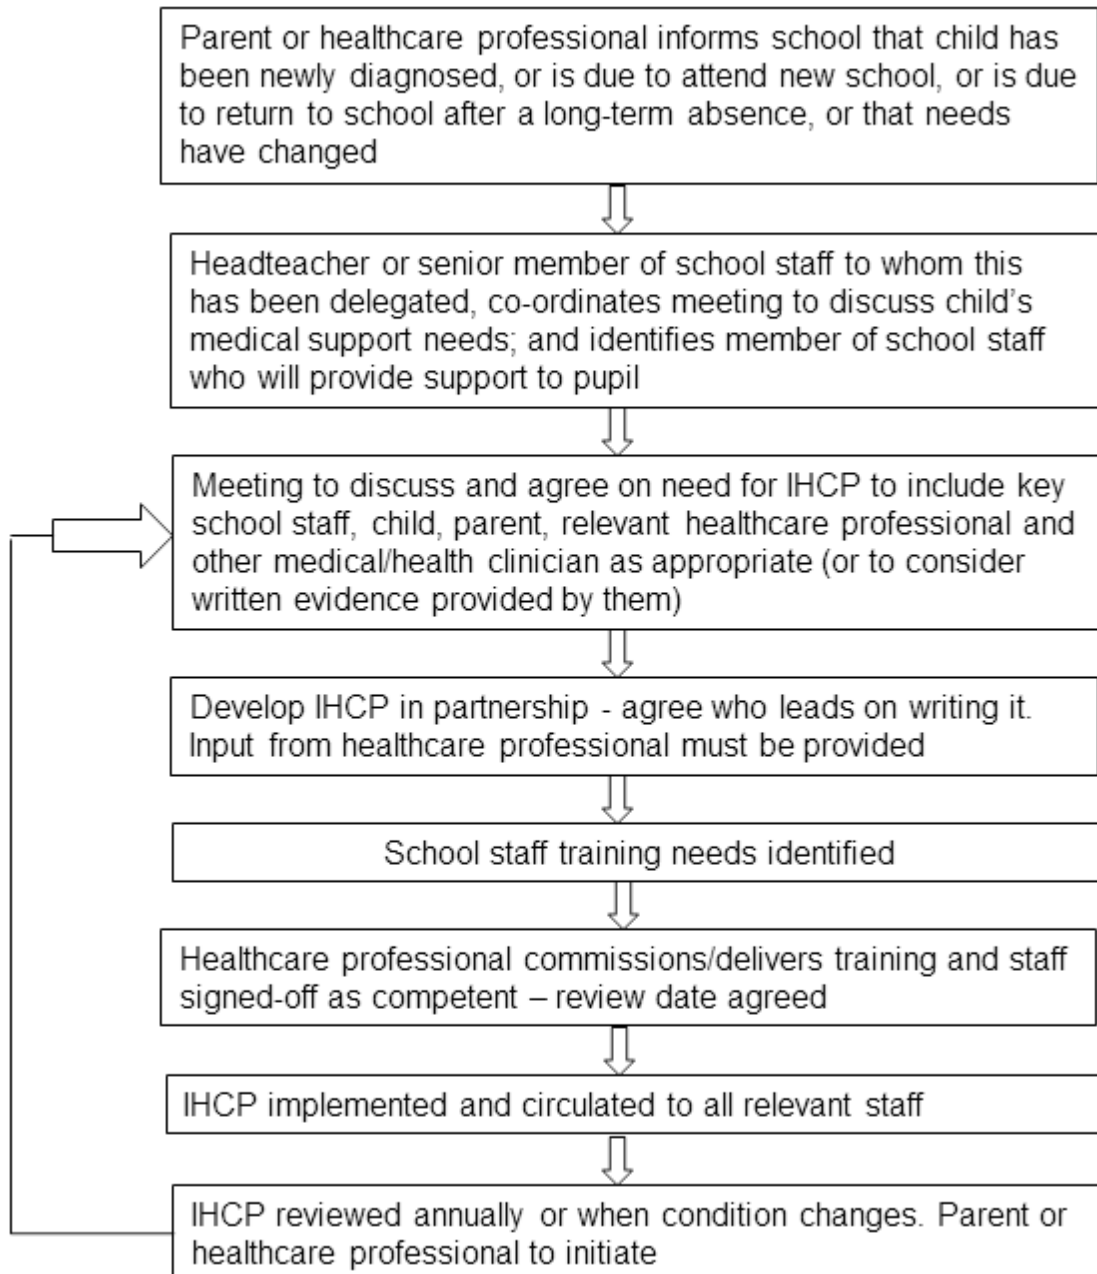 Parent or healthcare professional informs school that child has
been newly diagnosed, or is due to attend new school, or is due
to return to school after a long-term absence, or that needs
have changed
Headteacher or senior member of school staff to whom this
has been delegated, co-ordinates meeting to discuss child’s
medical support needs; and identifies member of school staff
who will provide support to pupil
Meeting to discuss and agree on need for IHCP to include key
school staff, child, parent, relevant healthcare professional and
other medical/health clinician as appropriate (or to consider
written evidence provided by them)
Develop IHCP in partnership - agree who leads on writing it.
Input from healthcare professional must be provided
School staff training needs identified
Healthcare professional commissions/delivers training and staff
signed-off as competent – review date agreed
IHCP implemented and circulated to all relevant staff
IHCP reviewed annually or when condition changes. Parent or
healthcare professional to initiate